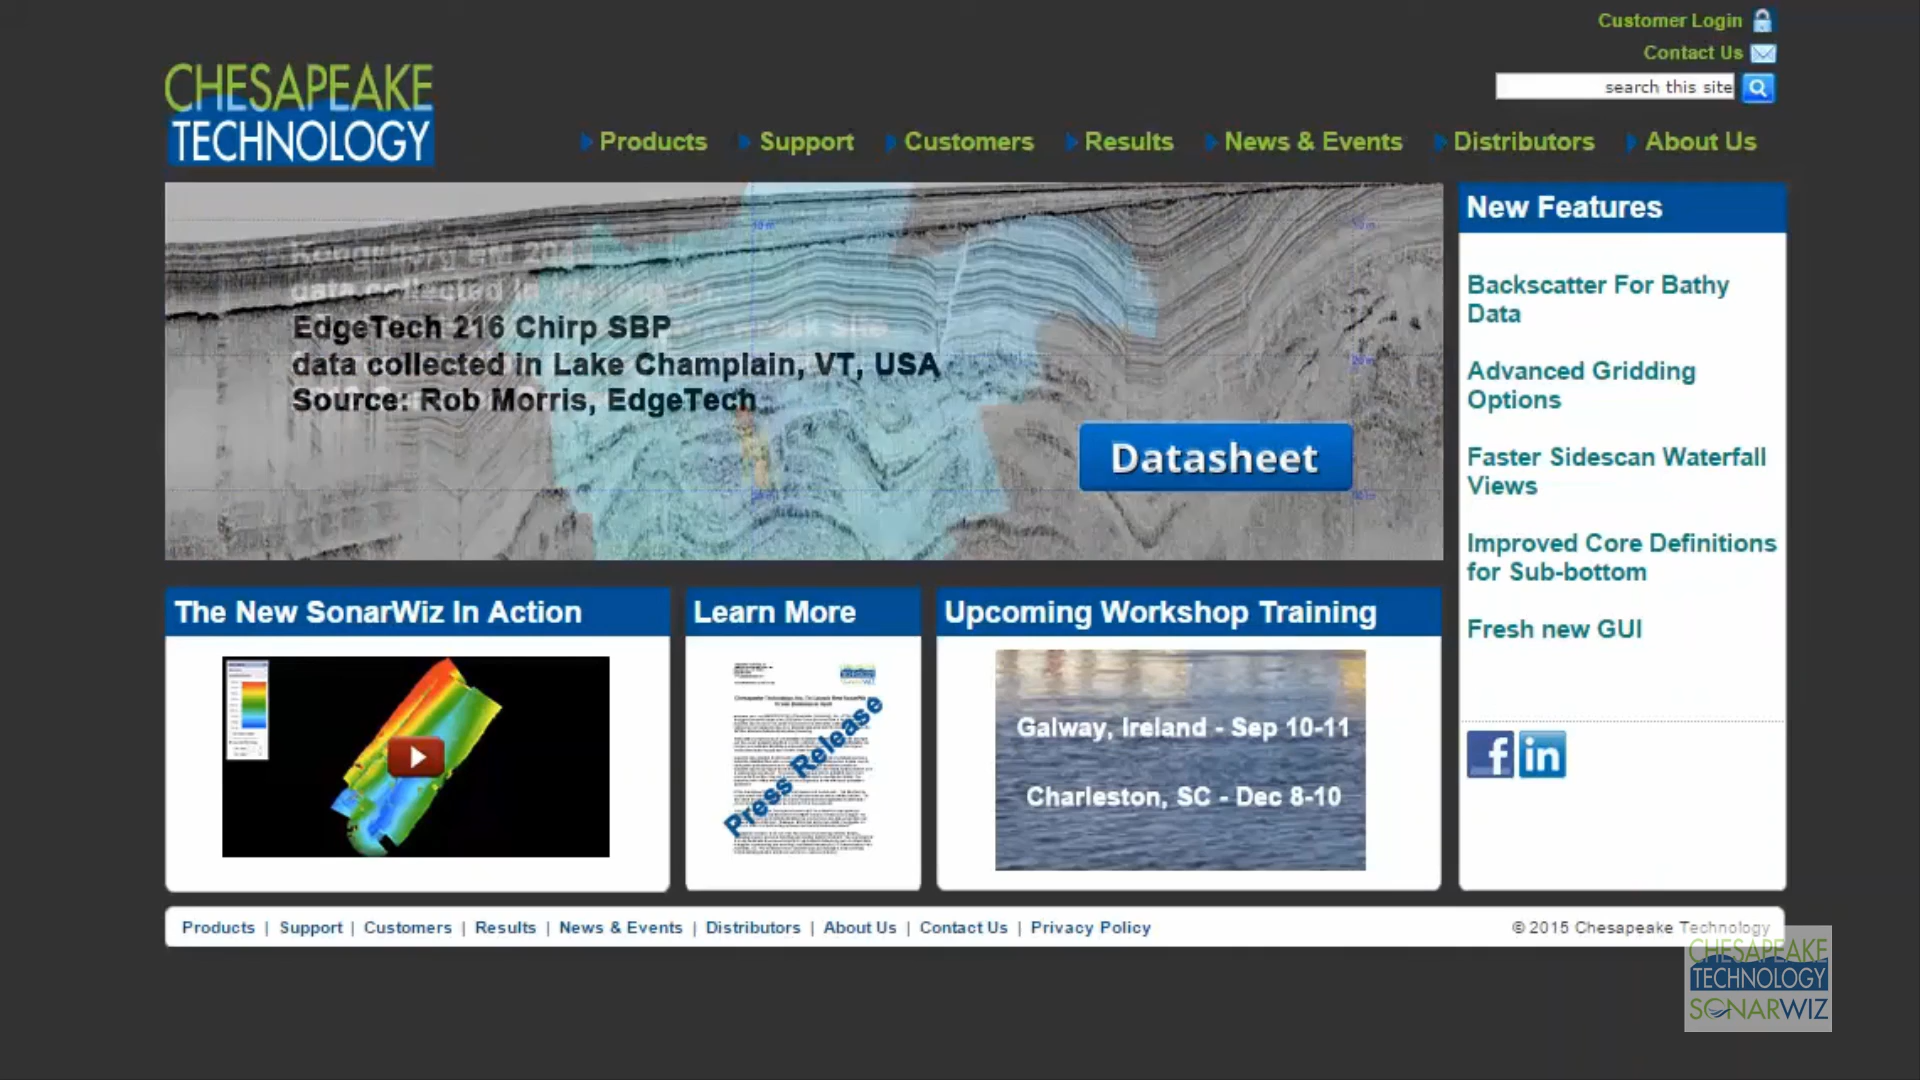 Customer Login
Contact Us
search this site
CHESAPEAKE
TECHNOLOGY
Products
Support
Customers
Results
News & Events
Distributors
About Us
EdgeTech 216 Chirp SBP
data collected in Lake Champlain, VT, USA
Source: Rob Morris, EdgeTech
data collected in
Datasheet
New Features
Backscatter For Bathy
Data
Advanced Gridding
Options
Faster Sidescan Waterfall
Views
Improved Core Definitions
for Sub-bottom
Fresh new GUI
The New SonarWiz In Action
Learn More
Press Release
Upcoming Workshop Training
Galway, Ireland - Sep 10-11
Charleston, SC - Dec 8-10
Products | Support | Customers | Results | News & Events | Distributors | About Us | Contact Us | Privacy Policy
© 2015 Chesapeake Technology
CHESAPEAKE
TECHNOLOGY
SONARWIZ